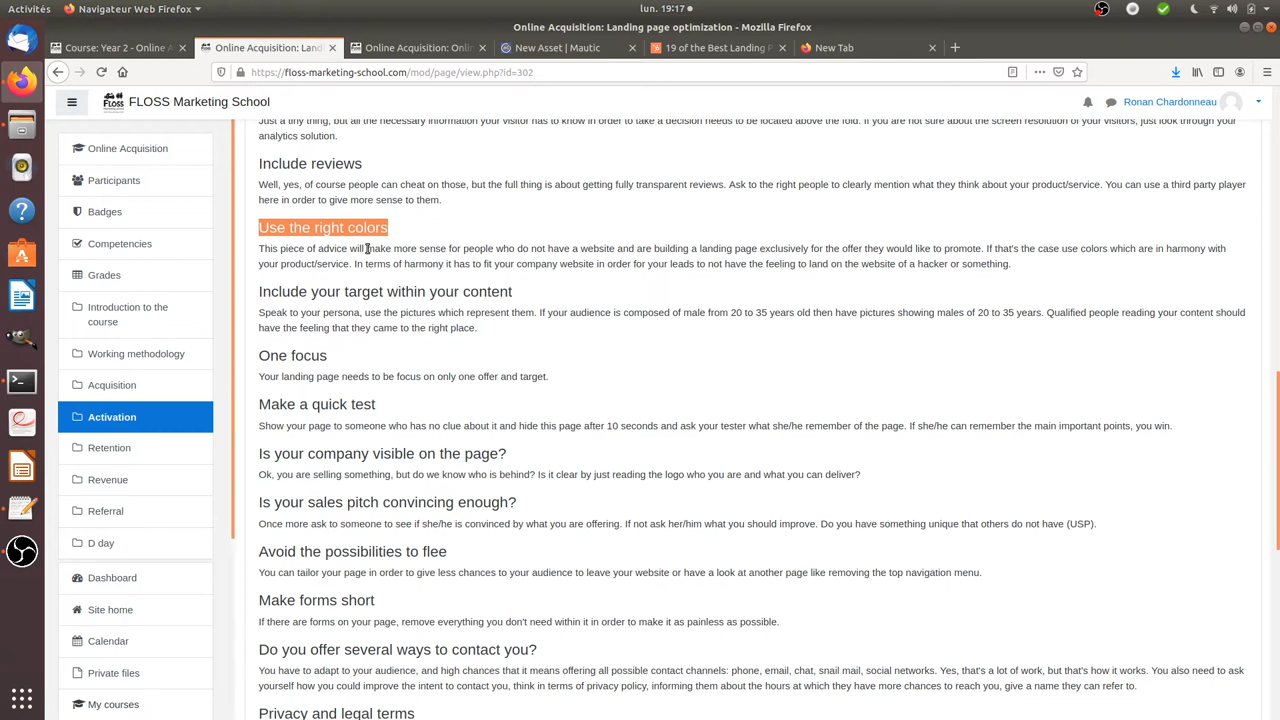 Activités
Navigateur Web Firefox
lun. 19:17
Online Acquisition: Landing page optimization - Mozilla Firefox
Course: Year 2 - Online A
Online Acquisition: Land
Online Acquisition: Onli
New Asset | Mautic
19 of the Best Landing P
New Tab
https://floss-marketing-school.com/mod/page/view.php?id=302
FLOSS
FLOSS Marketing School
Ronan Chardonneau
Online Acquisition
Participants
Badges
Competencies
Grades
Introduction to the
course
Working methodology
Acquisition
Activation
Retention
Revenue
Referral
D day
Dashboard
Site home
Calendar
Private files
My courses
Just a tiny thing, but all the necessary information your visitor has to know in order to take a decision needs to be located above the fold. If you are not sure about the screen resolution of your visitors, just look through your
analytics solution.
Include reviews
Well, yes, of course people can cheat on those, but the full thing is about getting fully transparent reviews. Ask to the right people to clearly mention what they think about your product/service. You can use a third party player
here in order to give more sense to them.
Use the right colors
This piece of advice will make more sense for people who do not have a website and are building a landing page exclusively for the offer they would like to promote. If that's the case use colors which are in harmony with
your product/service. In terms of harmony it has to fit your company website in order for your leads to not have the feeling to land on the website of a hacker or something.
Include your target within your content
Speak to your persona, use the pictures which represent them. If your audience is composed of male from 20 to 35 years old then have pictures showing males of 20 to 35 years. Qualified people reading your content should
have the feeling that they came to the right place.
One focus
Your landing page needs to be focus on only one offer and target.
Make a quick test
Show your page to someone who has no clue about it and hide this page after 10 seconds and ask your tester what she/he remember of the page. If she/he can remember the main important points, you win.
Is your company visible on the page?
Ok, you are selling something, but do we know who is behind? Is it clear by just reading the logo who you are and what you can deliver?
Is your sales pitch convincing enough?
Once more ask to someone to see if she/he is convinced by what you are offering. If not ask her/him what you should improve. Do you have something unique that others do not have (USP).
Avoid the possibilities to flee
You can tailor your page in order to give less chances to your audience to leave your website or have a look at another page like removing the top navigation menu.
Make forms short
If there are forms on your page, remove everything you don't need within it in order to make it as painless as possible.
Do you offer several ways to contact you?
You have to adapt to your audience, and high chances that it means offering all possible contact channels: phone, email, chat, snail mail, social networks. Yes, that's a lot of work, but that's how it works. You also need to ask
yourself how you could improve the intent to contact you, think in terms of privacy policy, informing them about the hours at which they have more chances to reach you, give a name they can refer to.
Privacy and legal terms